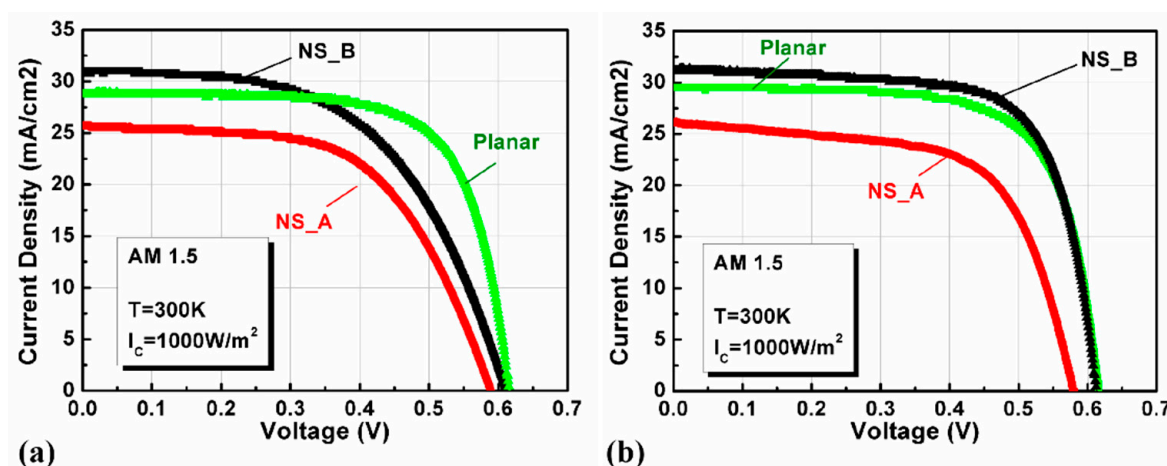 35
30
25
20
15
10
5
0
Current Density (mA/cm2)
NS_B
Planar
NS_A
AM 1.5
T=300K
I_C=1000W/m²
0.0 0.1 0.2 0.3 0.4 0.5 0.6 0.7
Voltage (V)
(a)
35
30
25
20
15
10
5
0
Current Density (mA/cm2)
Planar
NS_B
NS_A
AM 1.5
T=300K
I_C=1000W/m²
0.0 0.1 0.2 0.3 0.4 0.5 0.6 0.7
Voltage (V)
(b)